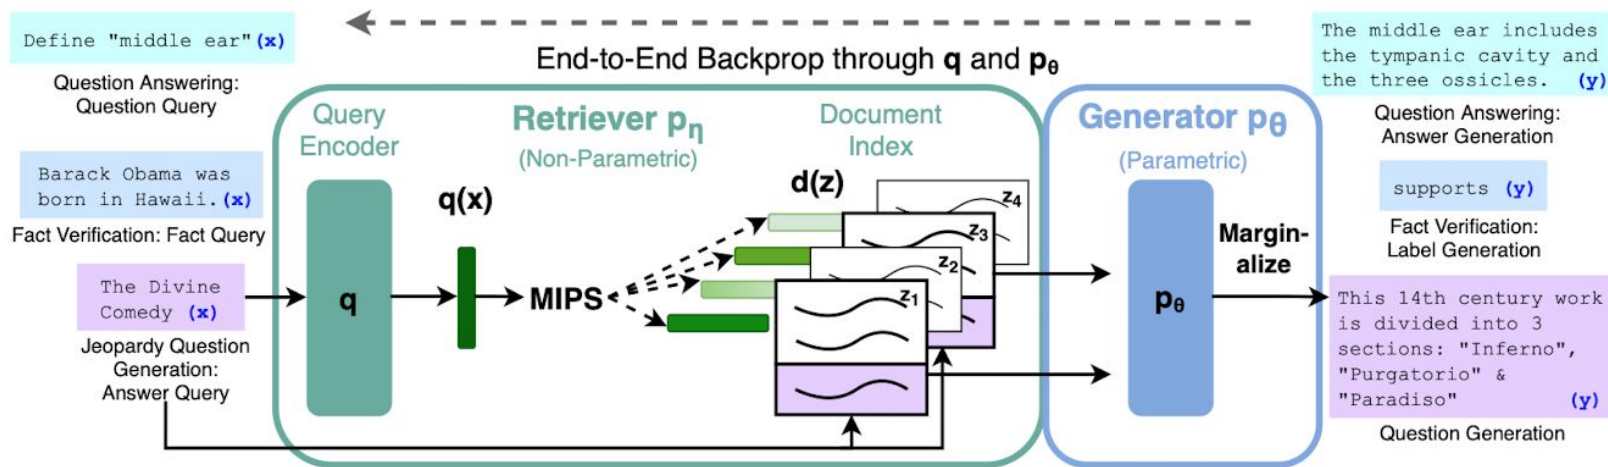 Define "middle ear" (x)
Question Answering:
Question Query
Barack Obama was
born in Hawaii. (x)
Fact Verification: Fact Query
The Divine
Comedy (x)
Jeopardy Question
Generation:
Answer Query
End-to-End Backprop through q and pθ
Query
Encoder
Retriever pη
(Non-Parametric)
Document
Index
q
q(x)
MIPS
d(z)
z4
z3
z2
z1
Generator pθ
(Parametric)
pθ
Margin-
alize
The middle ear includes
the tympanic cavity and
the three ossicles. (y)
Question Answering:
Answer Generation
supports (y)
Fact Verification:
Label Generation
This 14th century work
is divided into 3
sections: "Inferno",
"Purgatorio" &
"Paradiso" (y)
Question Generation